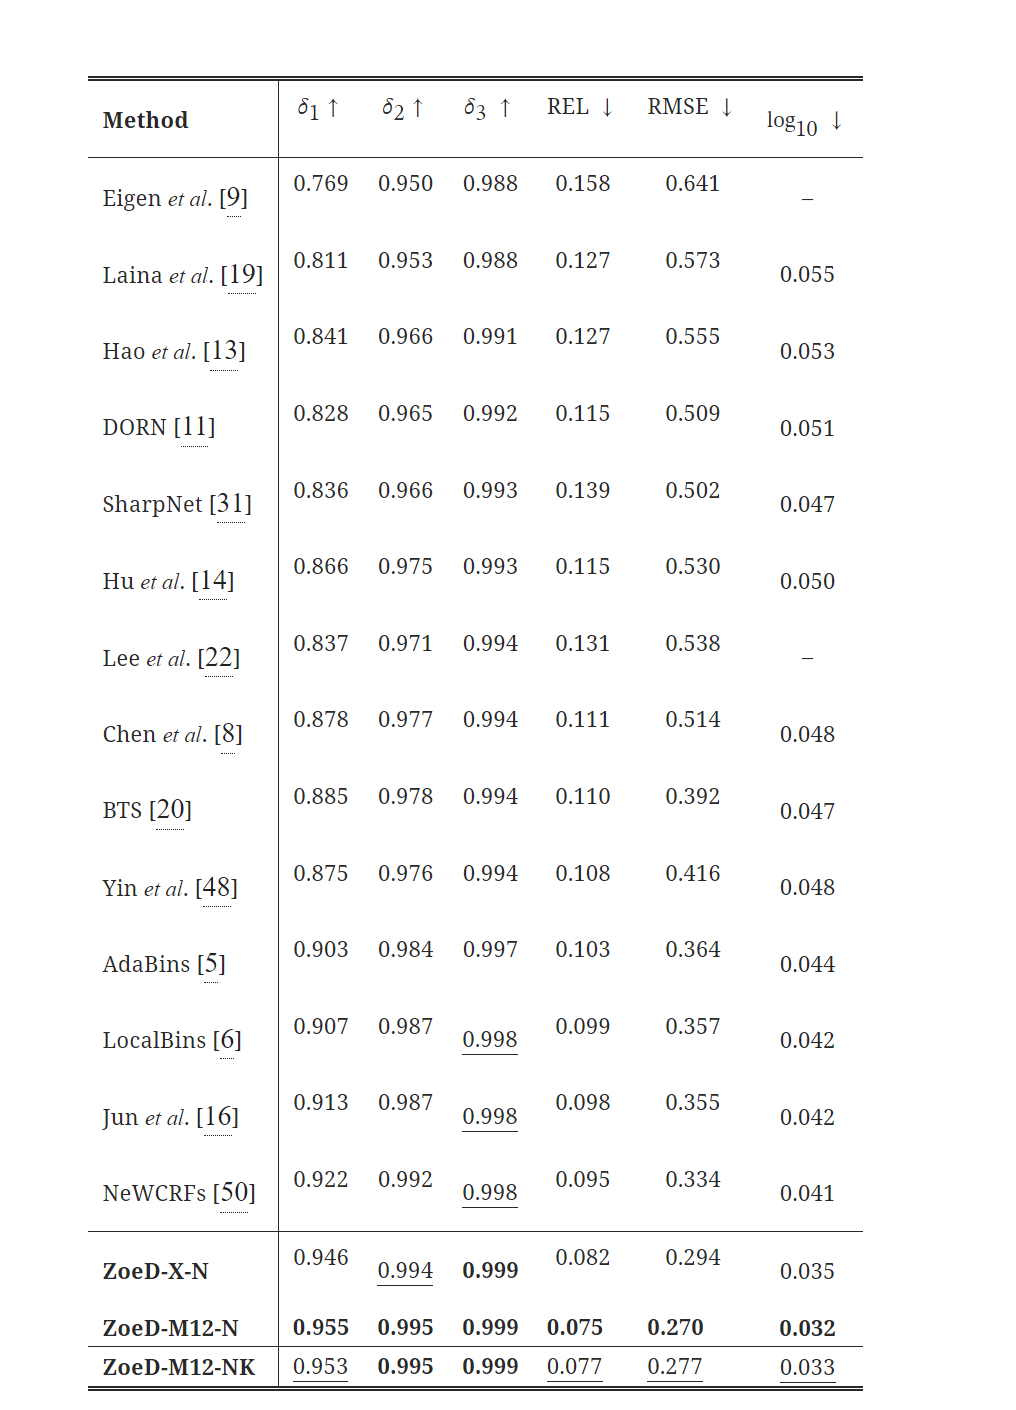 Method δ1 ↑ δ2 ↑ δ3 ↑ REL ↓ RMSE ↓ log10 ↓
Eigen et al. [9] 0.769 0.950 0.988 0.158 0.641 –
Laina et al. [19] 0.811 0.953 0.988 0.127 0.573 0.055
Hao et al. [13] 0.841 0.966 0.991 0.127 0.555 0.053
DORN [11] 0.828 0.965 0.992 0.115 0.509 0.051
SharpNet [31] 0.836 0.966 0.993 0.139 0.502 0.047
Hu et al. [14] 0.866 0.975 0.993 0.115 0.530 0.050
Lee et al. [22] 0.837 0.971 0.994 0.131 0.538 –
Chen et al. [8] 0.878 0.977 0.994 0.111 0.514 0.048
BTS [20] 0.885 0.978 0.994 0.110 0.392 0.047
Yin et al. [48] 0.875 0.976 0.994 0.108 0.416 0.048
AdaBins [5] 0.903 0.984 0.997 0.103 0.364 0.044
LocalBins [6] 0.907 0.987 0.998 0.099 0.357 0.042
Jun et al. [16] 0.913 0.987 0.998 0.098 0.355 0.042
NeWCRFs [50] 0.922 0.992 0.998 0.095 0.334 0.041
ZoeD-X-N 0.946 0.994 0.999 0.082 0.294 0.035
ZoeD-M12-N 0.955 0.995 0.999 0.075 0.270 0.032
ZoeD-M12-NK 0.953 0.995 0.999 0.077 0.277 0.033